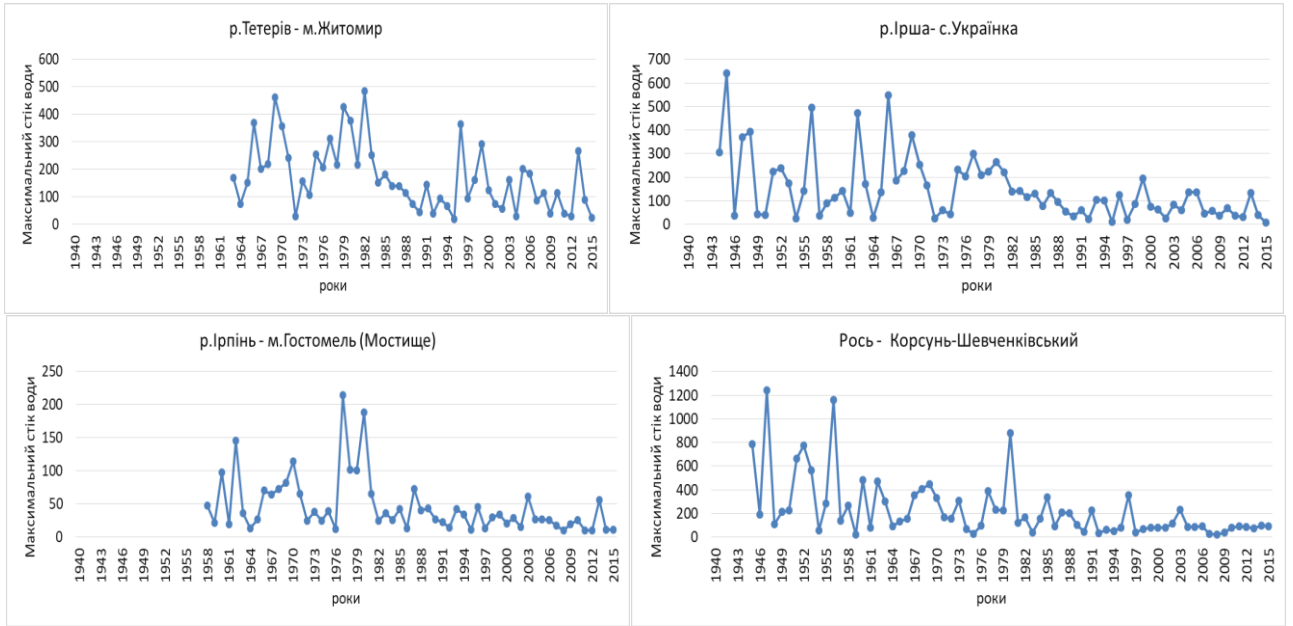 р.Тетерів - м.Житомир
Максимальний стік води
600
500
400
300
200
100
0
1940 1943 1946 1949 1952 1955 1958 1961 1964 1967 1970 1973 1976 1979 1982 1985 1988 1991 1994 1997 2000 2003 2006 2009 2012 2015
роки
р.Ірша- с.Українка
Максимальний стік води
700
600
500
400
300
200
100
0
1940 1943 1946 1949 1952 1955 1958 1961 1964 1967 1970 1973 1976 1979 1982 1985 1988 1991 1994 1997 2000 2003 2006 2009 2012 2015
роки
р.Ірпінь - м.Гостомель (Мостище)
Максимальний стік води
250
200
150
100
50
0
1940 1943 1946 1949 1952 1955 1958 1961 1964 1967 1970 1973 1976 1979 1982 1985 1988 1991 1994 1997 2000 2003 2006 2009 2012 2015
роки
Рось - Корсунь-Шевченківський
Максимальний стік води
1400
1200
1000
800
600
400
200
0
1940 1943 1946 1949 1952 1955 1958 1961 1964 1967 1970 1973 1976 1979 1982 1985 1988 1991 1994 1997 2000 2003 2006 2009 2012 2015
роки